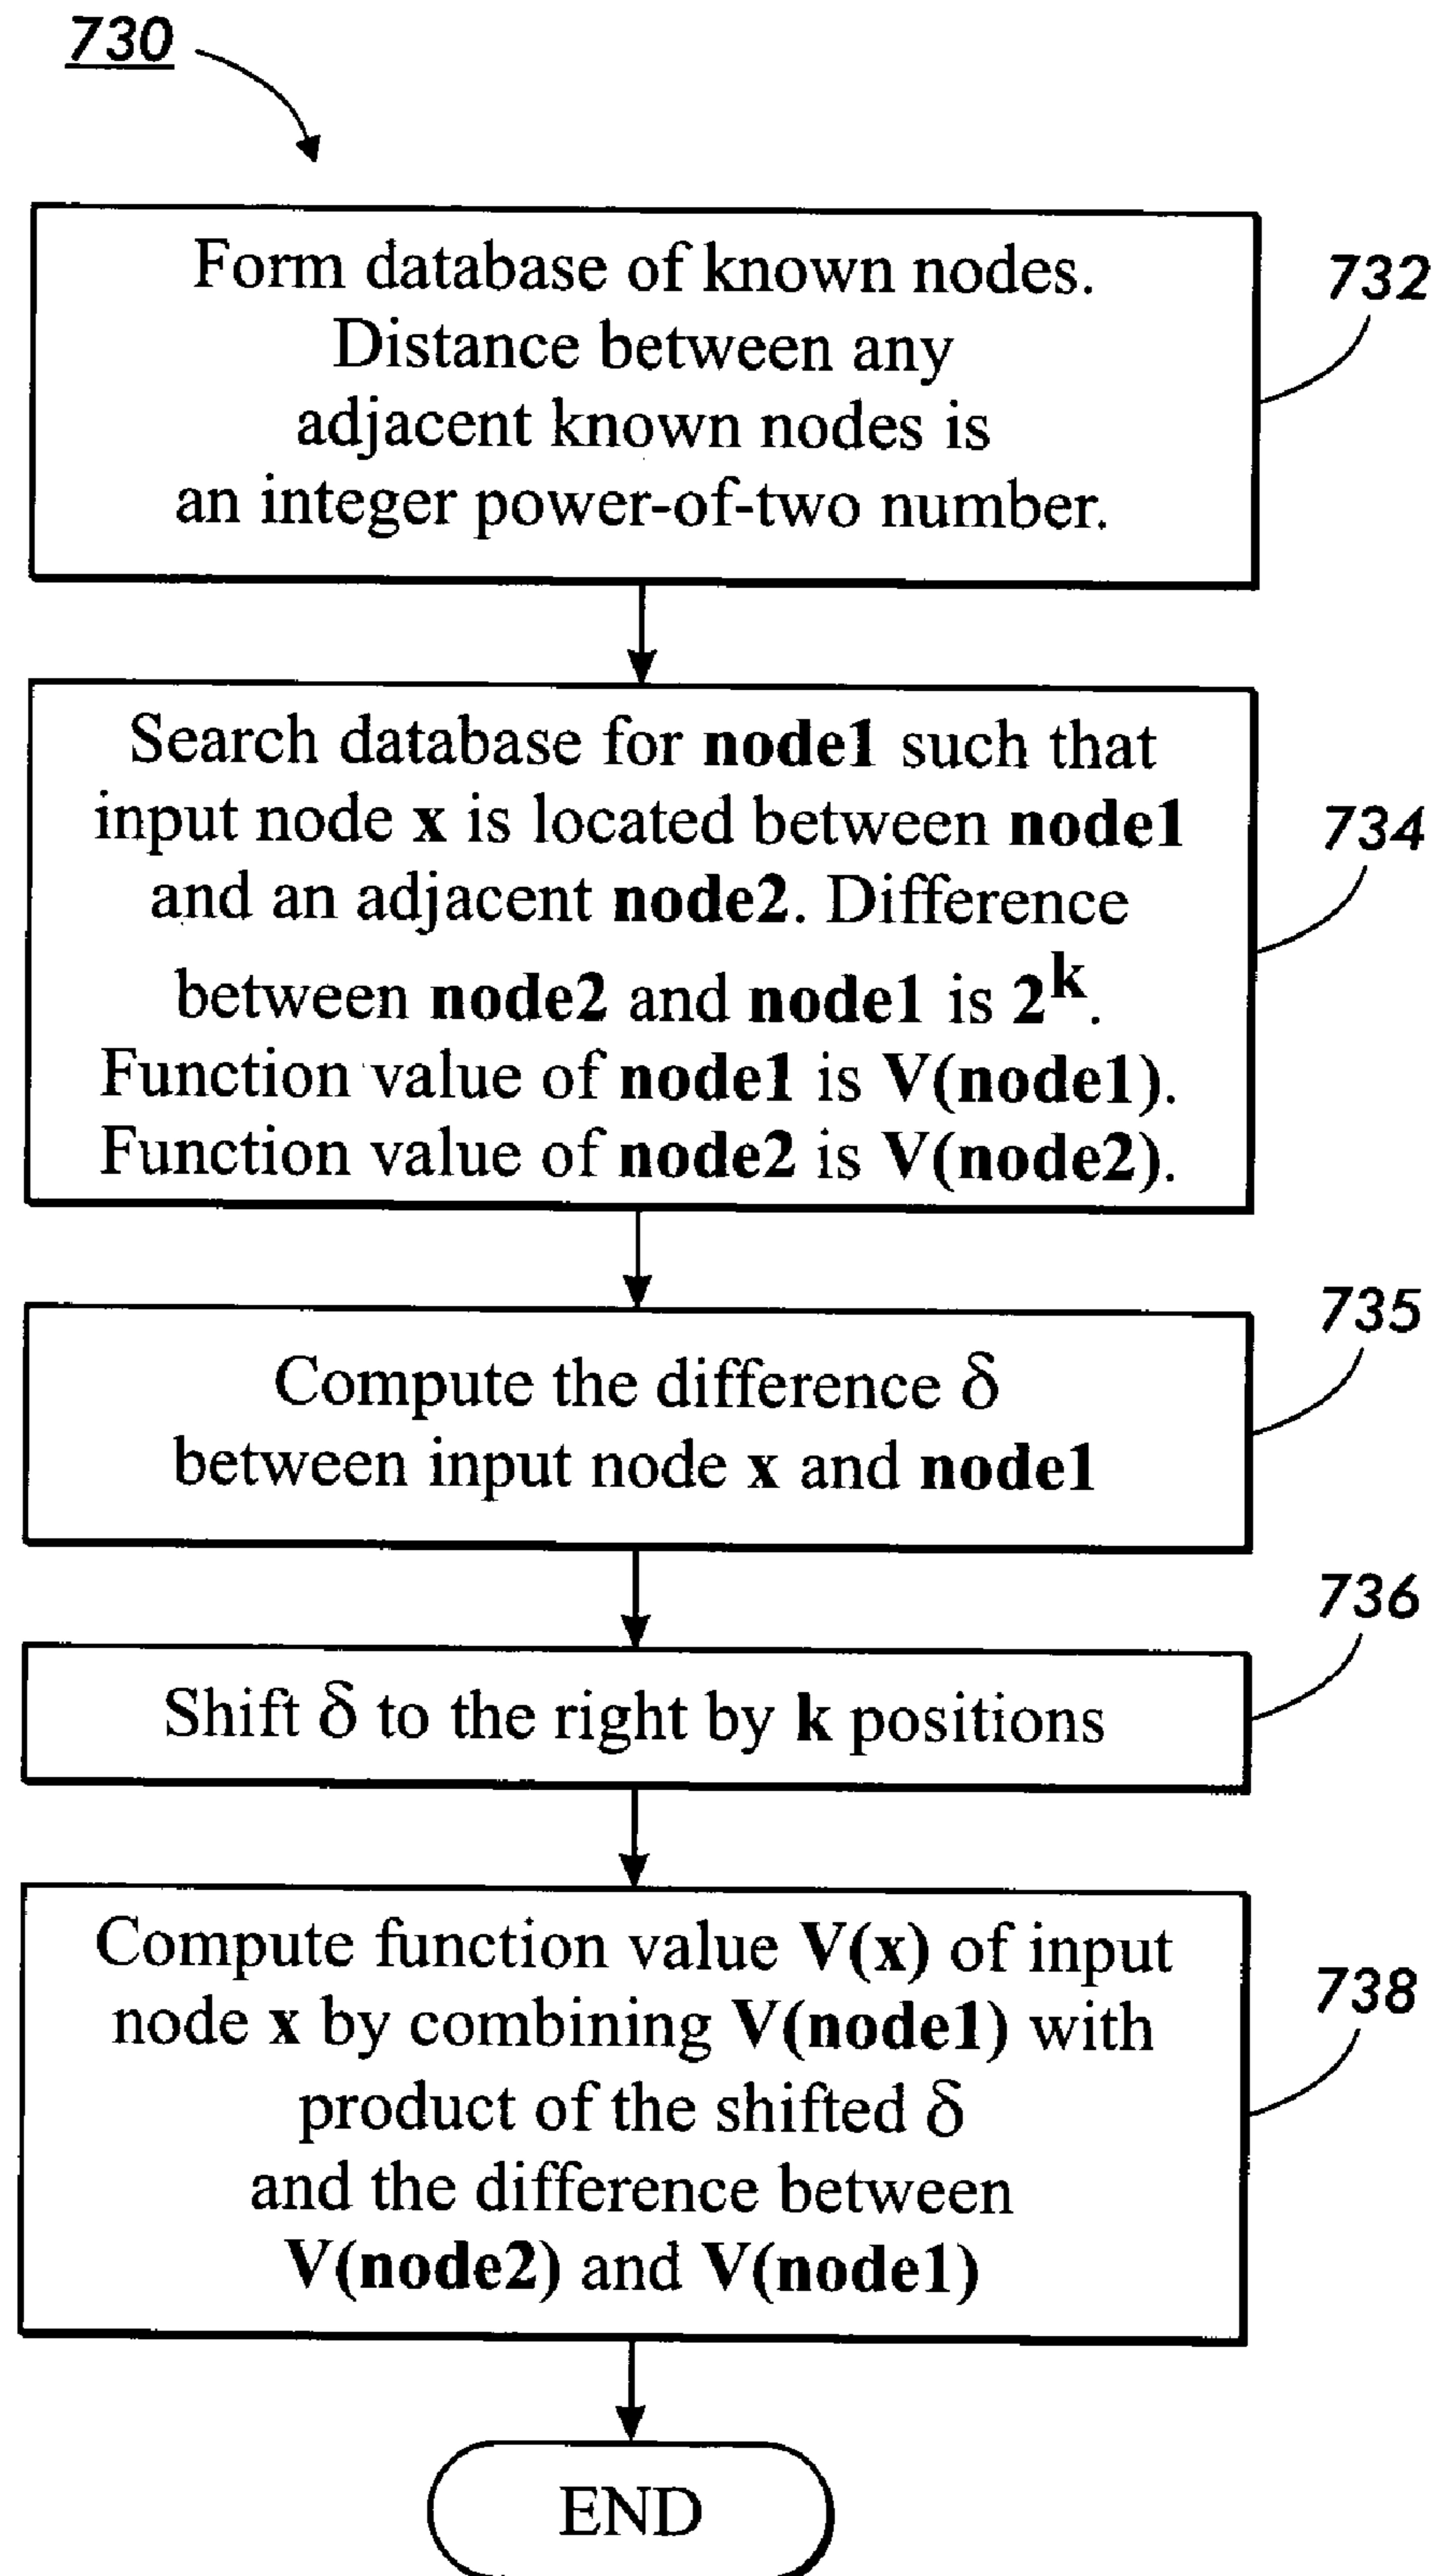 730
Form database of known nodes.
Distance between any
adjacent known nodes is
an integer power-of-two number.
732
Search database for node1 such that
input node x is located between node1
and an adjacent node2. Difference
between node2 and node1 is 2^k.
Function value of node1 is V(node1).
Function value of node2 is V(node2).
734
Compute the difference δ
between input node x and node1
735
Shift δ to the right by k positions
736
Compute function value V(x) of input
node x by combining V(node1) with
product of the shifted δ
and the difference between
V(node2) and V(node1)
738
END